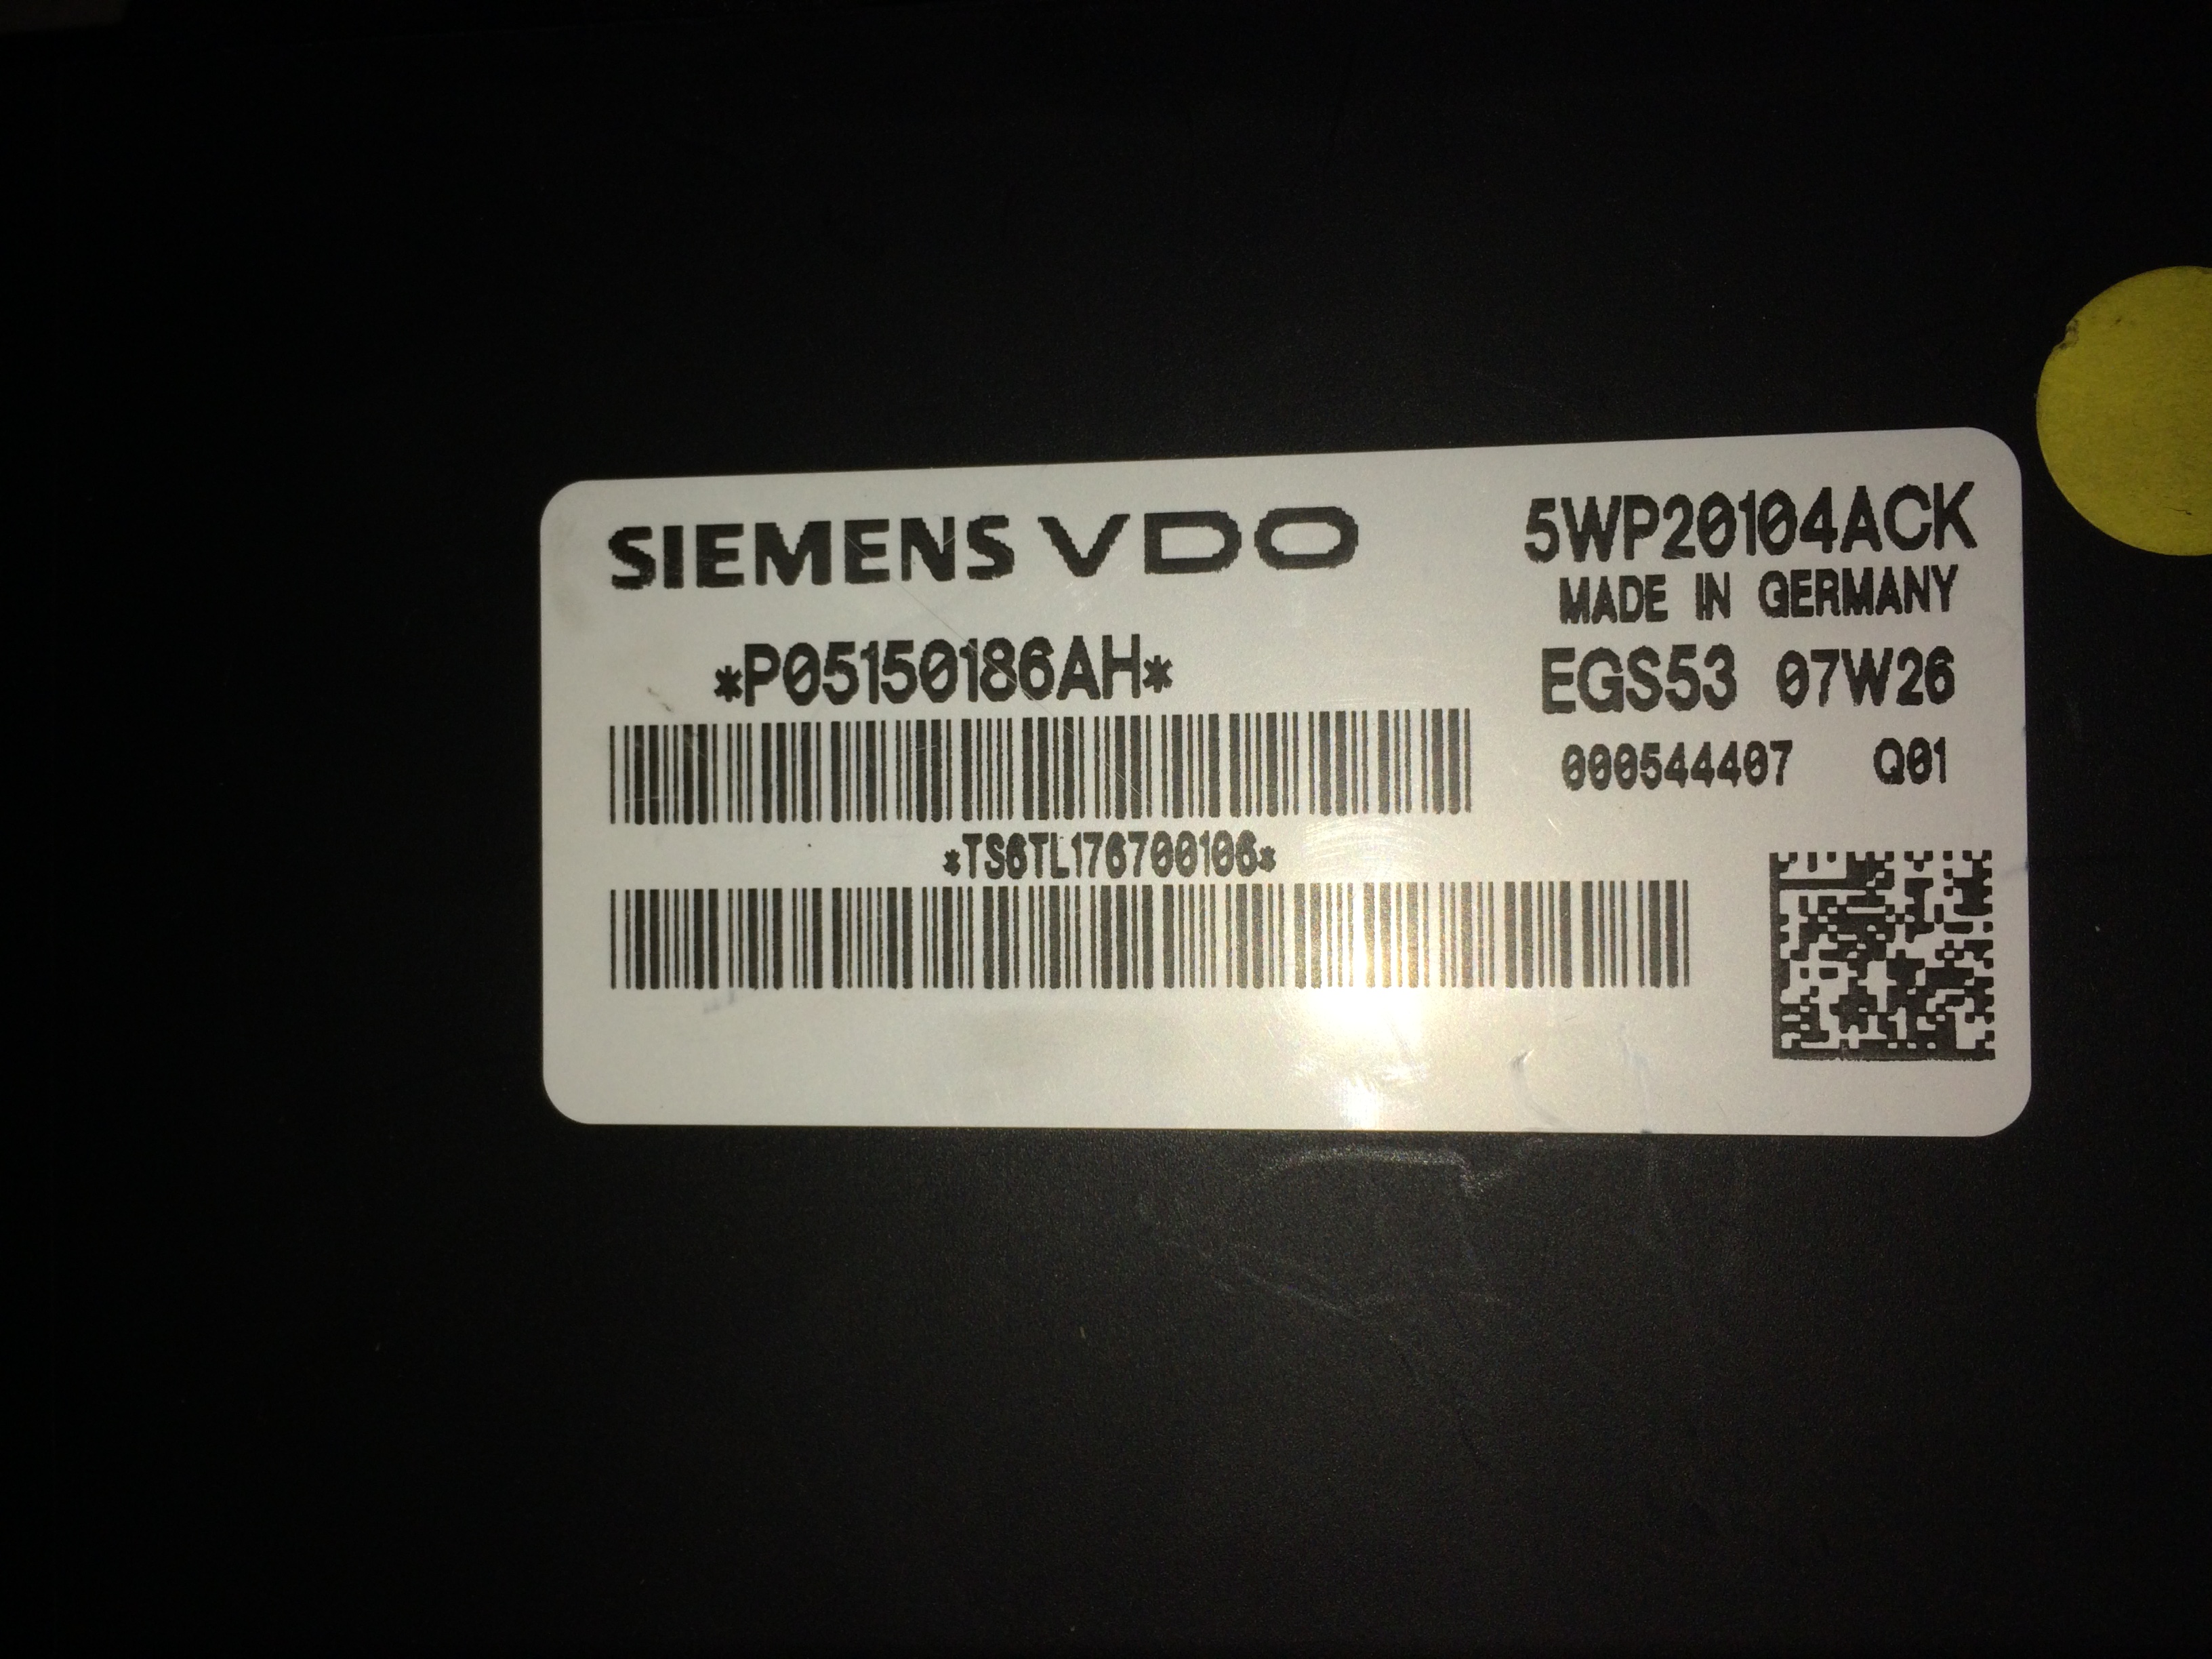 SIEMENS VDO
5WP20104ACK
MADE IN GERMANY
*P05150186AH*
EGS53 07W26
000544407 Q01
*TS6TL176700106*